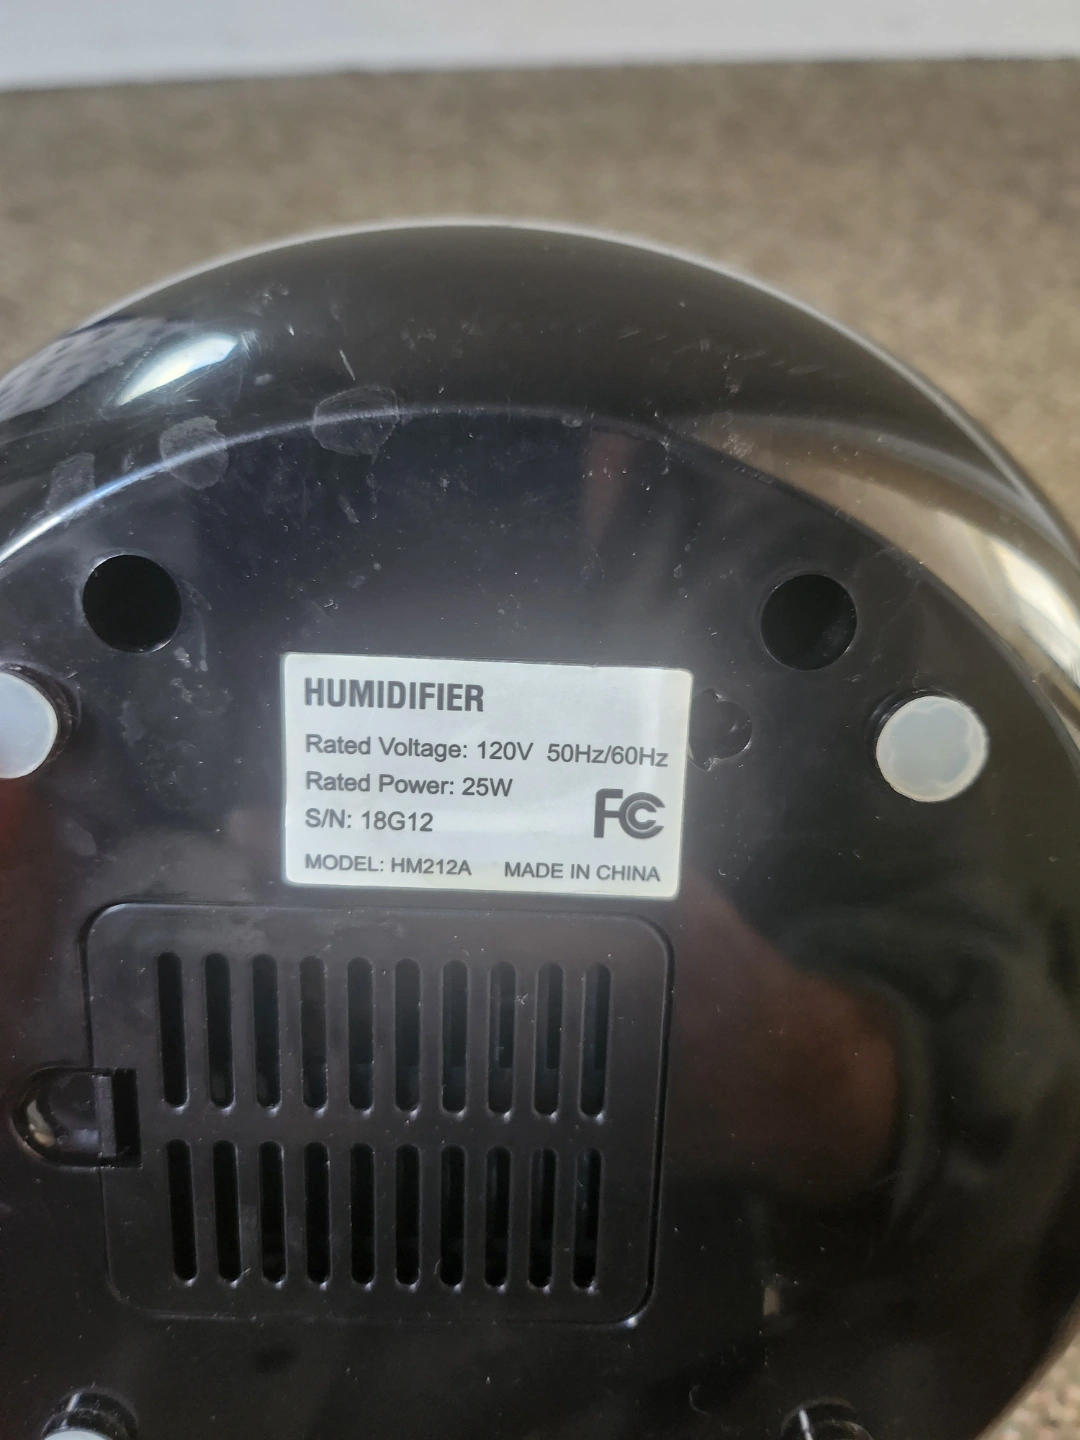 HUMIDIFIER
Rated Voltage: 120V 50Hz/60Hz
Rated Power: 25W
S/N: 18G12
FC
MODEL: HM212A MADE IN CHINA